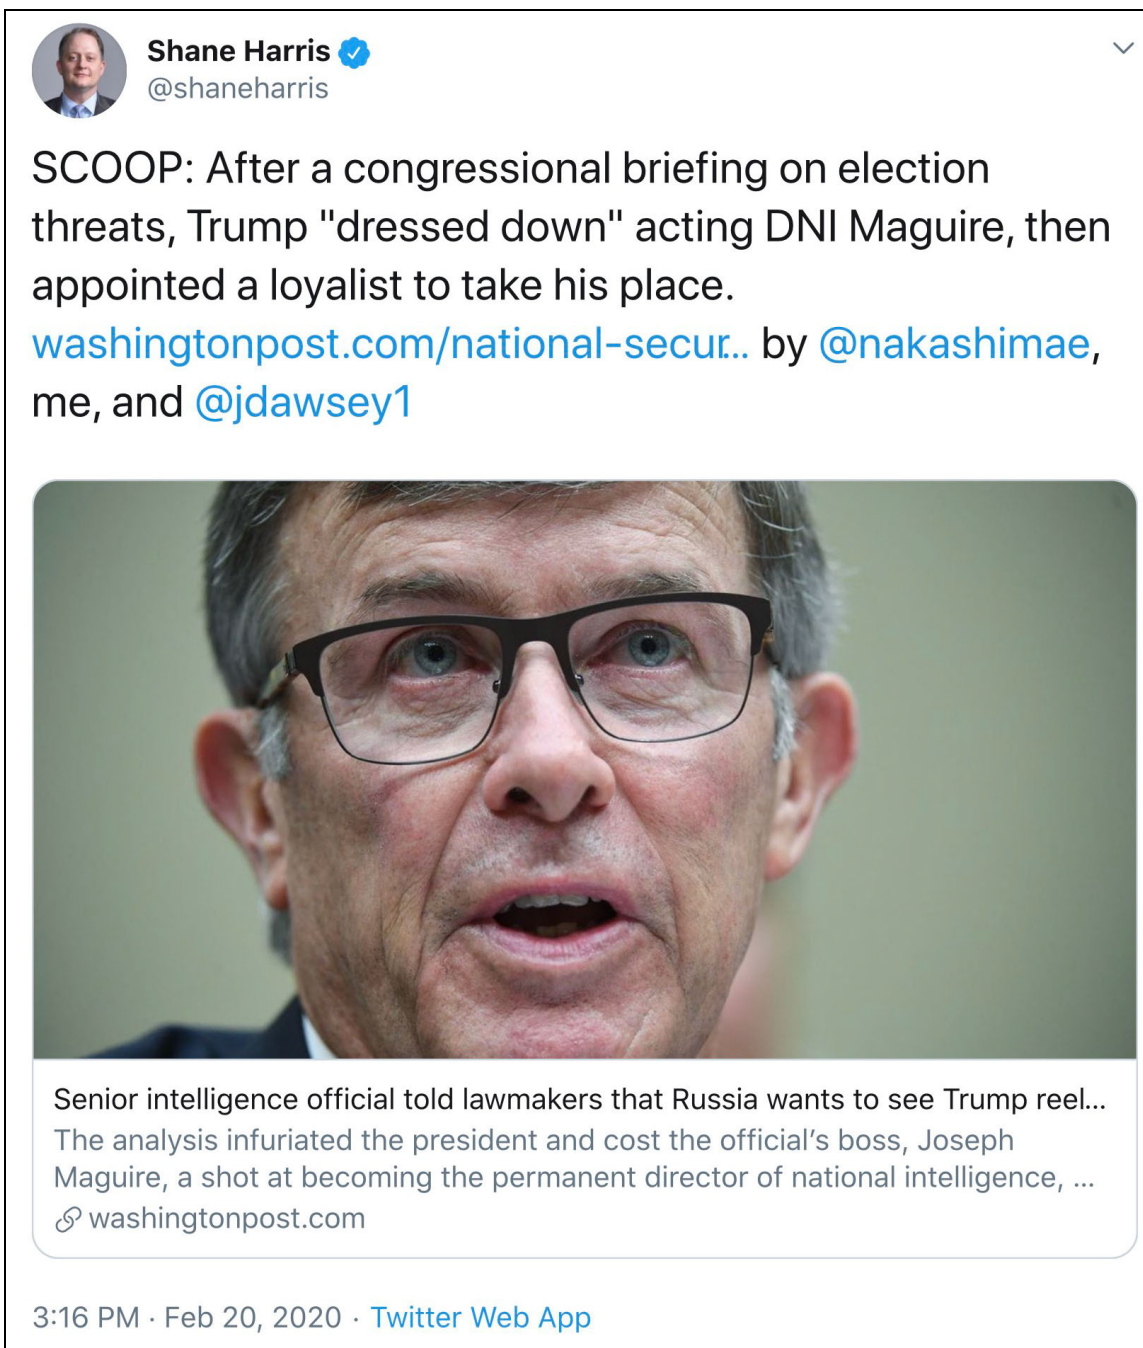 Shane Harris
@shaneharris
SCOOP: After a congressional briefing on election
threats, Trump "dressed down" acting DNI Maguire, then
appointed a loyalist to take his place.
washingtonpost.com/national-secur... by @nakashimae,
me, and @jdawsey1
Senior intelligence official told lawmakers that Russia wants to see Trump reel...
The analysis infuriated the president and cost the official’s boss, Joseph
Maguire, a shot at becoming the permanent director of national intelligence, ...
washingtonpost.com
3:16 PM · Feb 20, 2020 · Twitter Web App